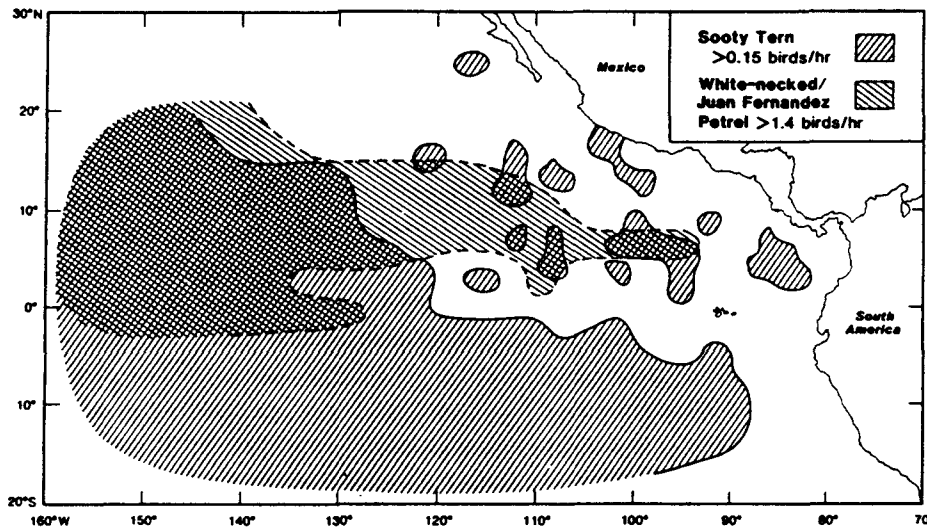 30°N
20°
10°
0°
10°
20°S
160°W
150°
140°
130°
120°
110°
100°
90°
80°
70
Mexico
South
America
Sooty Tern
>0.15 birds/hr
White-necked/
Juan Fernandez
Petrel >1.4 birds/hr